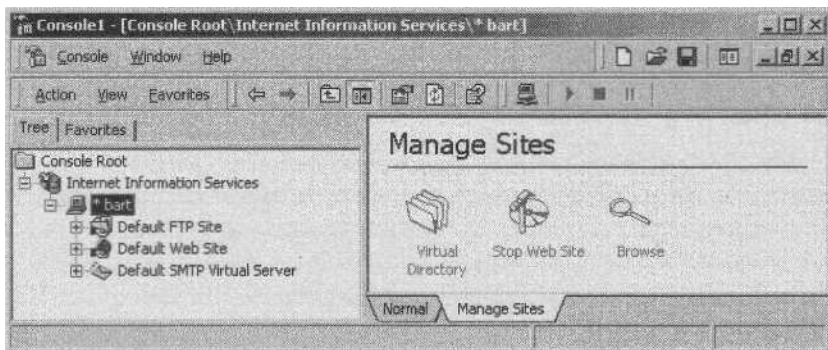 Console1 - [Console Root\Internet Information Services\* bart]
Console Window Help
Action View Favorites
Tree Favorites
Console Root
Internet Information Services
* bart
Default FTP Site
Default Web Site
Default SMTP Virtual Server
Manage Sites
Virtual Directory
Stop Web Site
Browse
Normal
Manage Sites